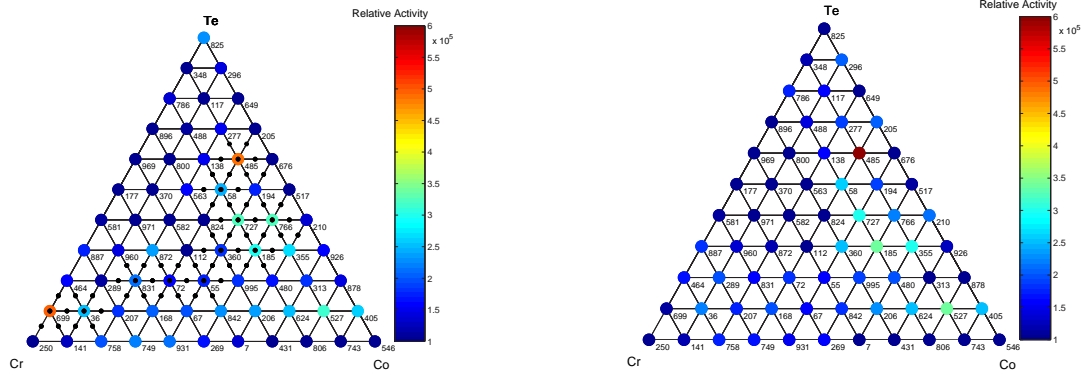 Relative Activity
Te
6
x 10⁵
5.5
5
4.5
4
3.5
3
2.5
2
1.5
1
825
348 296
786 117 649
896 488 277 205
969 800 138 485 676
177 370 563 58 194 517
581 971 582 824 727 766 210
887 960 872 112 360 185 355 926
464 289 831 72 55 995 480 313 878
699 36 207 168 67 842 206 624 527 405
250 141 758 749 931 269 7 431 806 743 546
Cr Co
Relative Activity
Te
6
x 10⁵
5.5
5
4.5
4
3.5
3
2.5
2
1.5
1
825
348 296
786 117 649
896 488 277 205
969 800 138 485 676
177 370 563 58 194 517
581 971 582 824 727 766 210
887 960 872 112 360 185 355 926
464 289 831 72 55 995 480 313 878
699 36 207 168 67 842 206 624 527 405
250 141 758 749 931 269 7 431 806 743 546
Cr Co